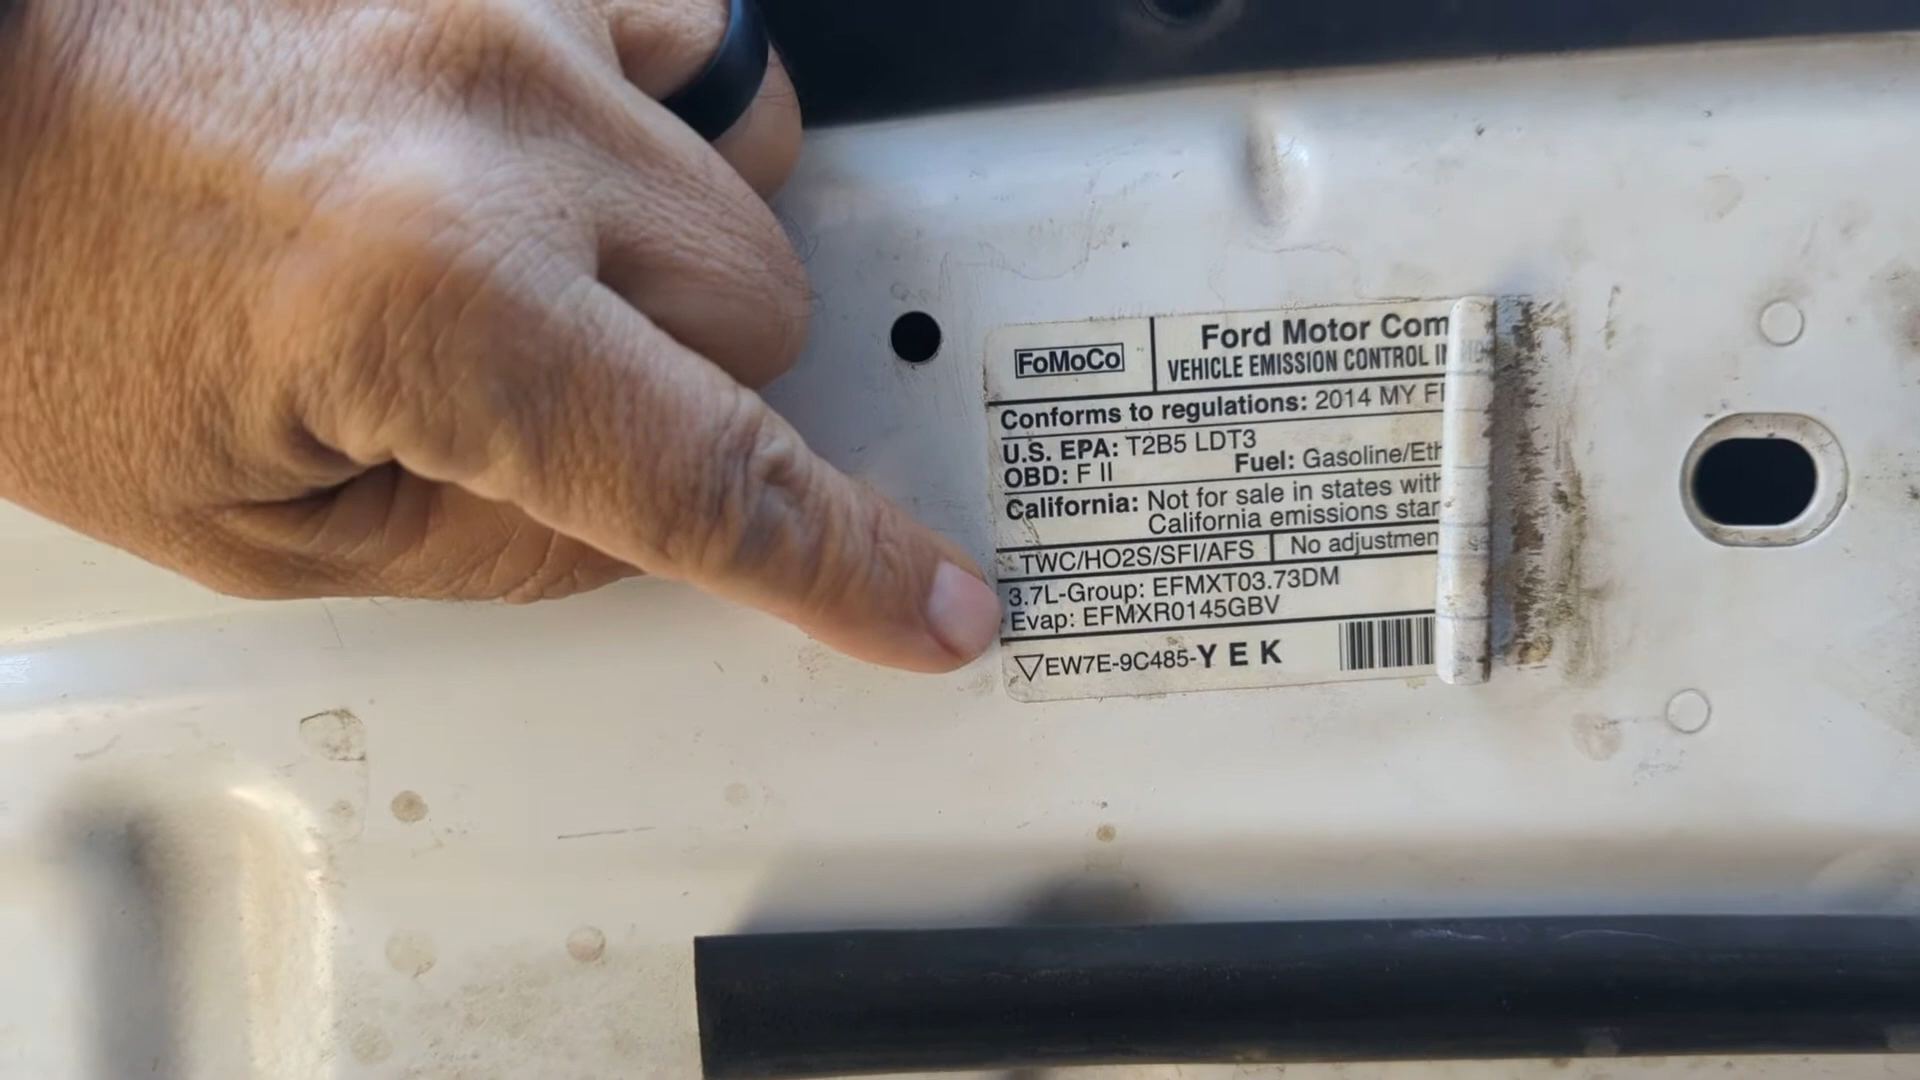 FoMoCo
Ford Motor Com
VEHICLE EMISSION CONTROL
Conforms to regulations: 2014 MY
U.S. EPA: T2B5 LDT3
OBD: F II
Fuel: Gasoline/Eth
California: Not for sale in states with
California emissions star
TWC/HO2S/SFI/AFS
No adjustmen
3.7L-Group: EFMXT03.73DM
Evap: EFMXR0145GBV
EW7E-9C485-Y E K